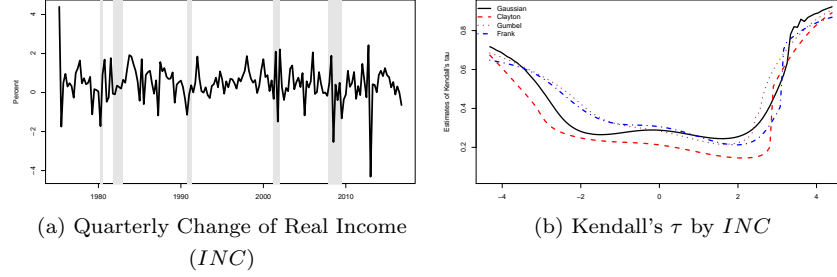 Percent
4
2
0
−2
−4
1980 1990 2000 2010
(a) Quarterly Change of Real Income
(INC)
Estimates of Kendall's tau
0.8
0.6
0.4
0.2
Gaussian
Clayton
Gumbel
Frank
−4 −2 0 2 4
(b) Kendall's τ by INC